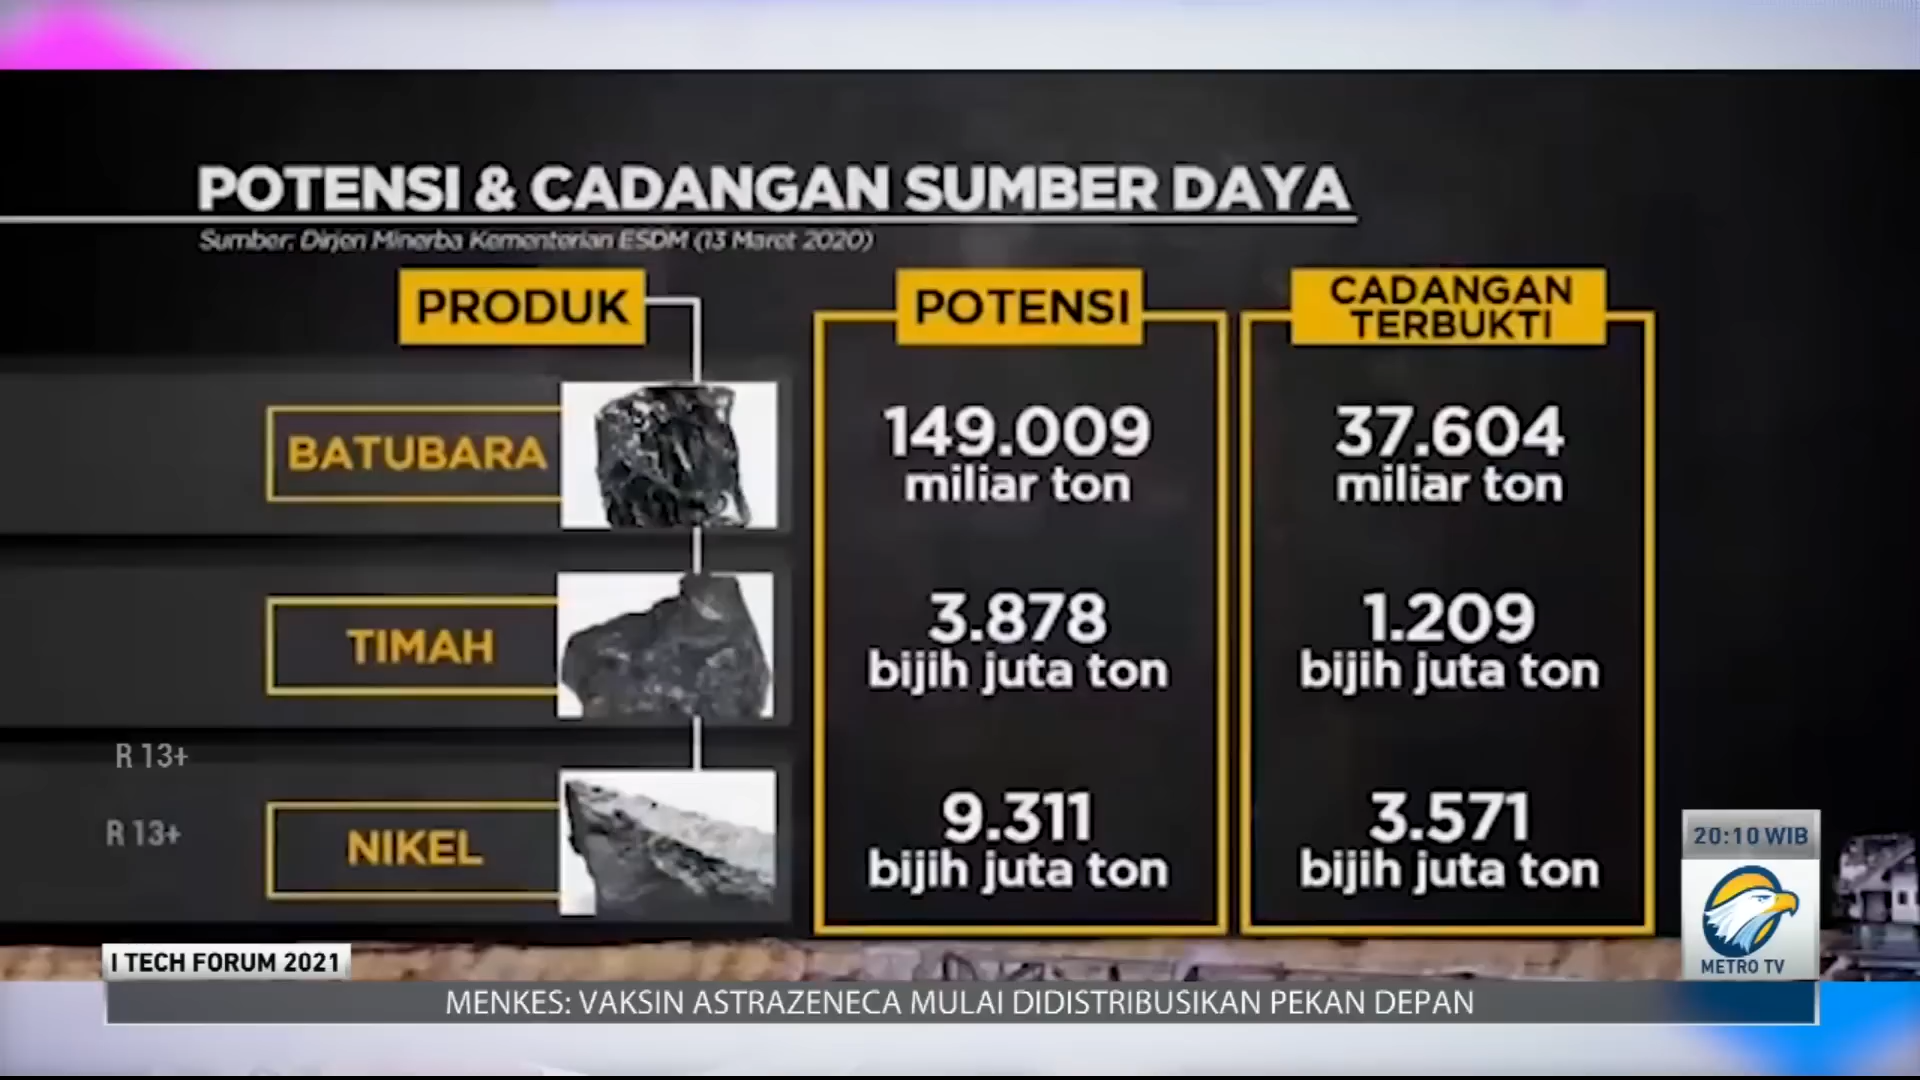 POTENSI & CADANGAN SUMBER DAYA
Sumber: Dirjen Minerba Kementerian ESDM (13 Maret 2020)
PRODUK
POTENSI
CADANGAN
TERBUKTI
BATUBARA
149.009
miliar ton
37.604
miliar ton
TIMAH
3.878
bijih juta ton
1.209
bijih juta ton
R 13+
R 13+
NIKEL
9.311
bijih juta ton
3.571
bijih juta ton
20:10 WIB
METRO TV
I TECH FORUM 2021
MENKES: VAKSIN ASTRAZENECA MULAI DIDISTRIBUSIKAN PEKAN DEPAN